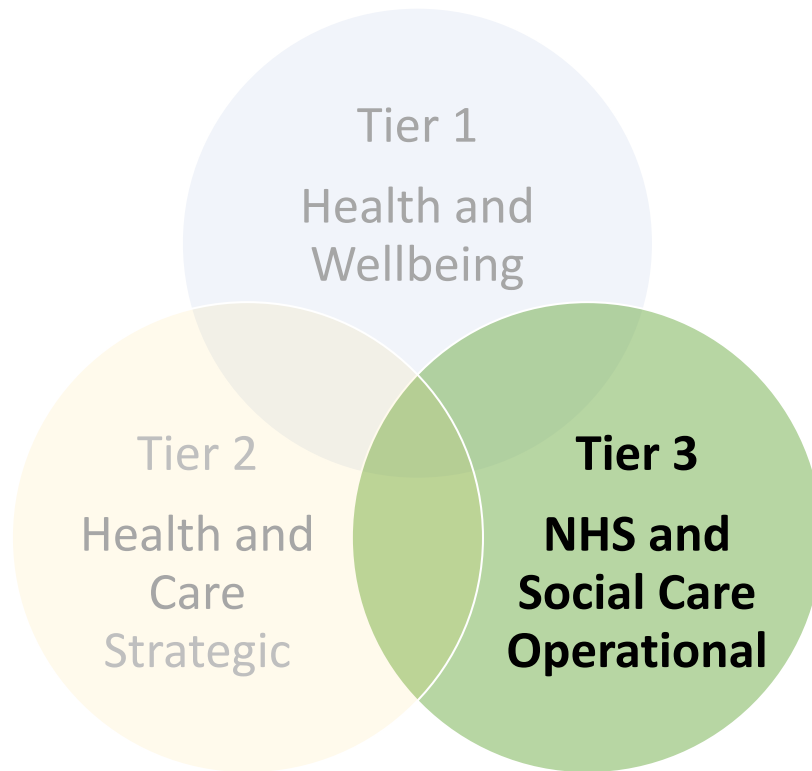 Tier 1
Health and
Wellbeing
Tier 2
Health and
Care
Strategic
Tier 3
NHS and
Social Care
Operational